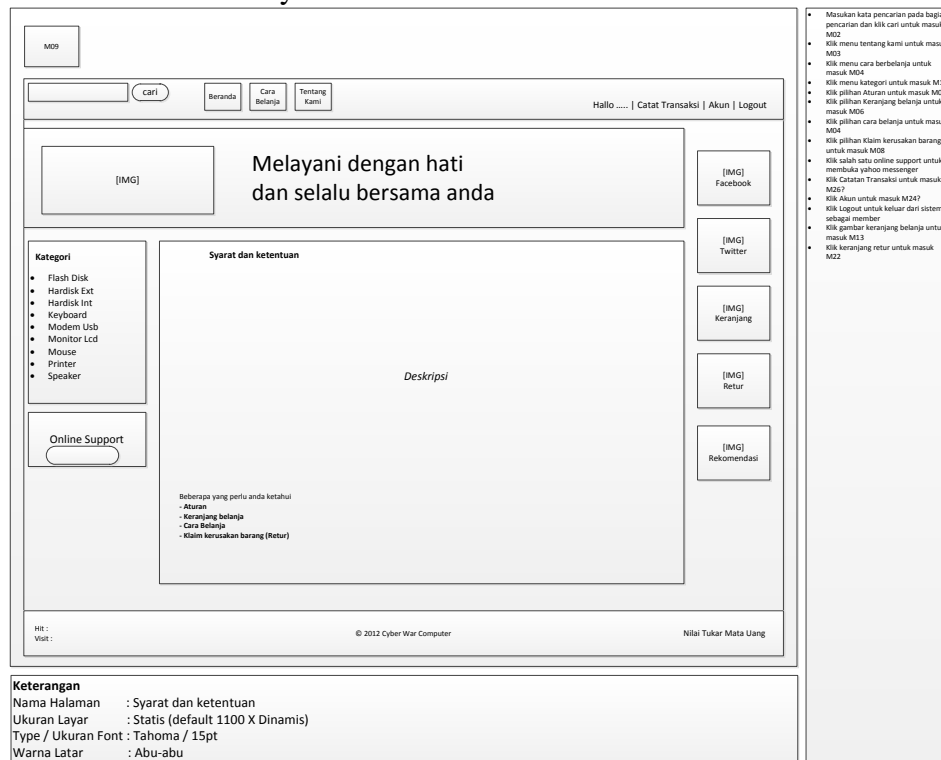 M09
cari
Beranda
Cara
Belanja
Tentang
Kami
Hallo ..... | Catat Transaksi | Akun | Logout
[IMG]
Melayani dengan hati
dan selalu bersama anda
[IMG]
Facebook
[IMG]
Twitter
[IMG]
Keranjang
[IMG]
Retur
[IMG]
Rekomendasi
Kategori
Flash Disk
Hardisk Ext
Hardisk Int
Keyboard
Modem Usb
Monitor Lcd
Mouse
Printer
Speaker
Online Support
Syarat dan ketentuan
Deskripsi
Beberapa yang perlu anda ketahui
- Aturan
- Keranjang belanja
- Cara Belanja
- Klaim kerusakan barang (Retur)
Hit :
Visit :
© 2012 Cyber War Computer
Nilai Tukar Mata Uang
Keterangan
Nama Halaman : Syarat dan ketentuan
Ukuran Layar : Statis (default 1100 X Dinamis)
Type / Ukuran Font : Tahoma / 15pt
Warna Latar : Abu-abu
Masukan kata pencarian pada
pencarian dan klik cari untuk
M02
Klik menu tentang kami untuk
M03
Klik menu cara berbelanja untuk
masuk M04
Klik menu kategori untuk masuk
Klik pilihan Aturan untuk masuk
Klik pilihan Keranjang belanja untuk
masuk M06
Klik pilihan cara belanja untuk
M04
Klik pilihan Klaim kerusakan barang
untuk masuk M08
Klik salah satu online support untuk
membuka yahoo messenger
Klik Catatan Transaksi untuk masuk
M26?
Klik Akun untuk masuk M24?
Klik Logout untuk keluar dari sistem
sebagai member
Klik gambar keranjang belanja
masuk M13
Klik keranjang retur untuk masuk
M22